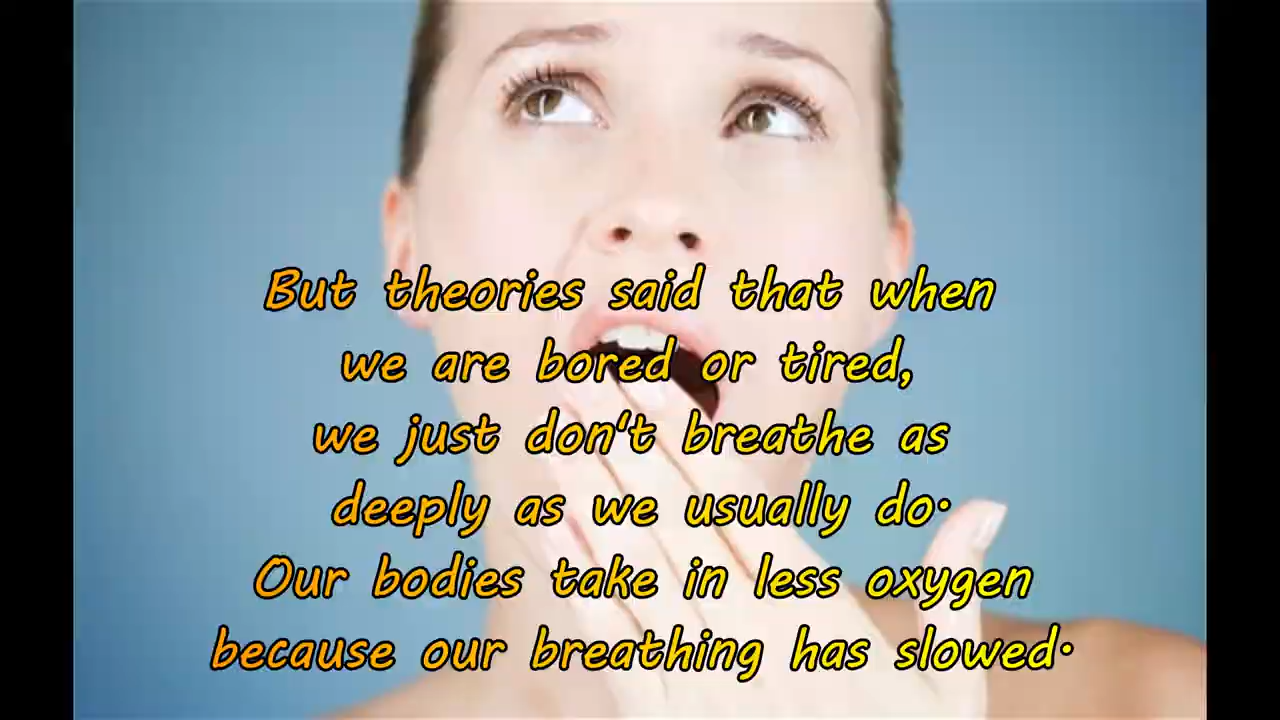 But theories said that when
we are bored or tired,
we just don't breathe as
deeply as we usually do.
Our bodies take in less oxygen
because our breathing has slowed.